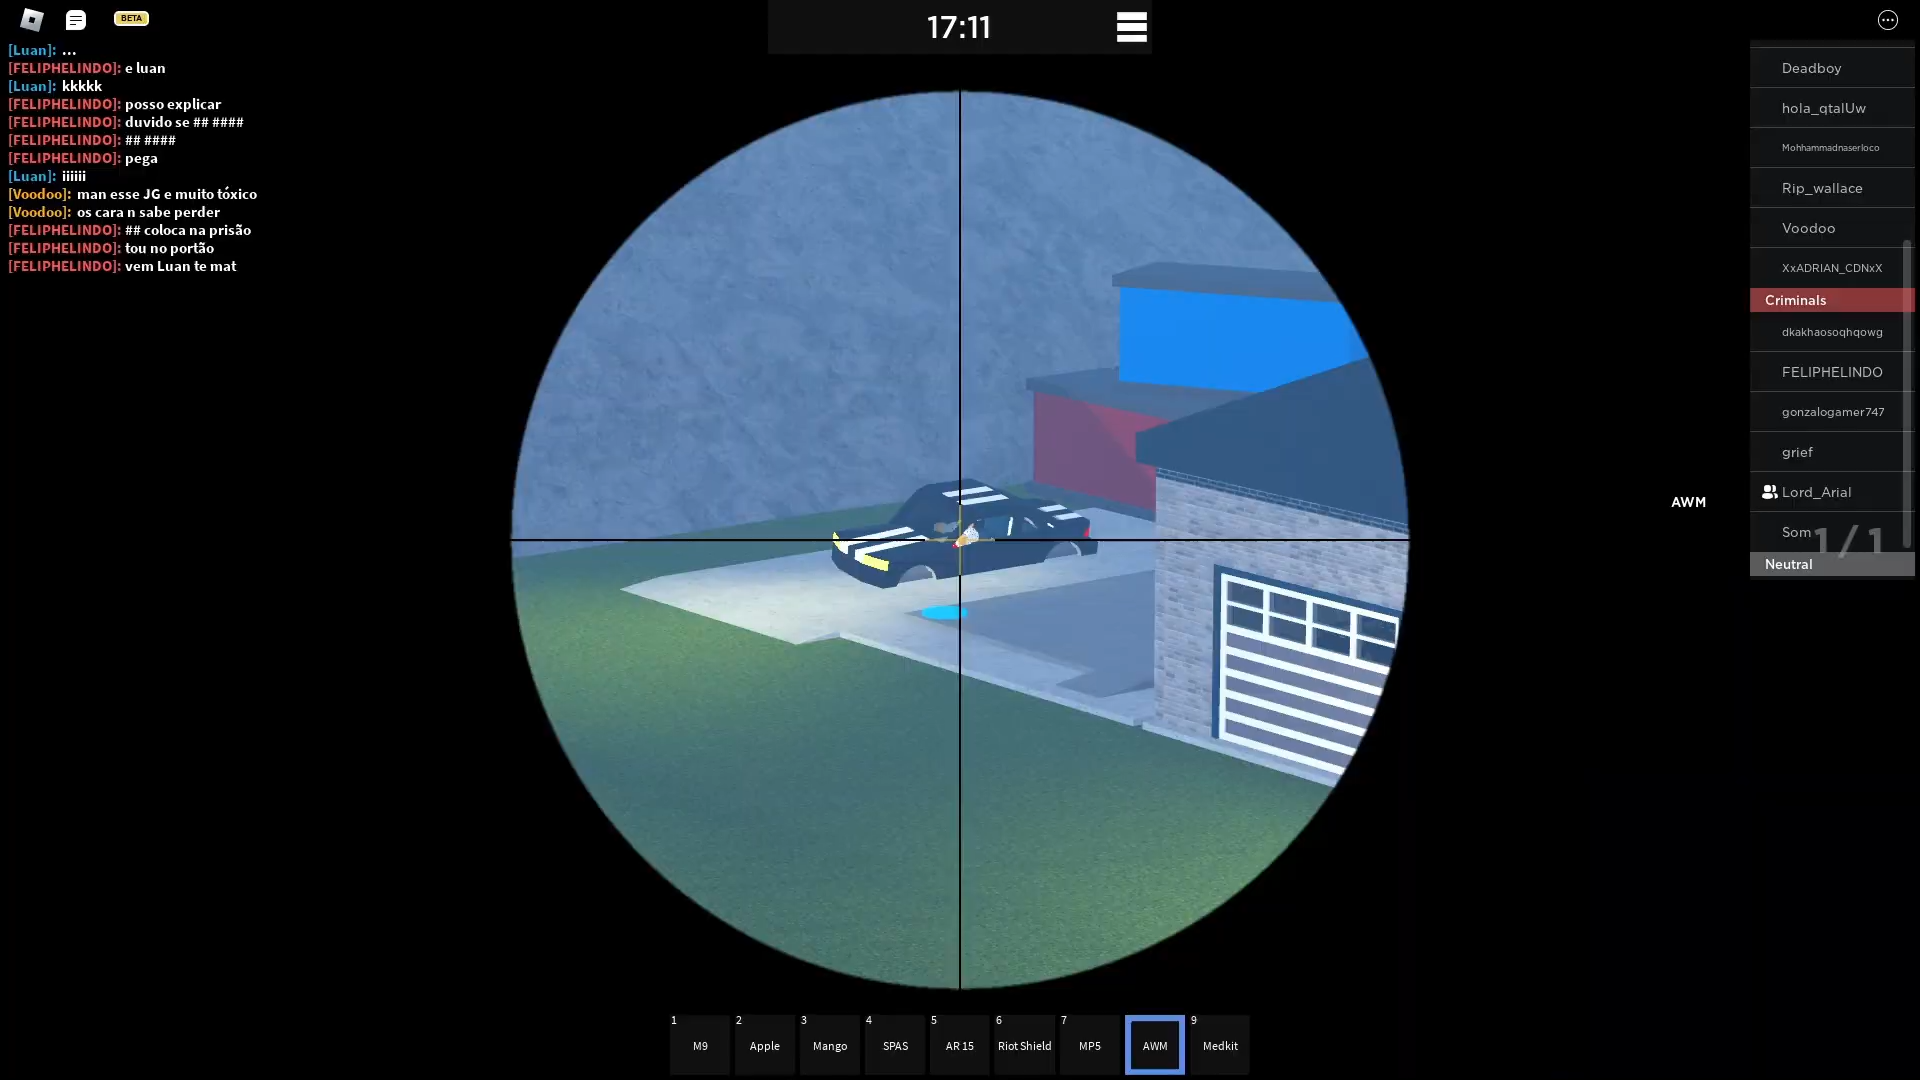 BETA
17:11
[Luan]: ...
[FELIPHELINDO]: e luan
[Luan]: kkkkk
[FELIPHELINDO]: posso explicar
[FELIPHELINDO]: duvido se ## ####
[FELIPHELINDO]: ## ####
[FELIPHELINDO]: pega
[Luan]: iiiiii
[Voodoo]: man esse JG e muito tóxico
[Voodoo]: os cara n sabe perder
[FELIPHELINDO]: ## coloca na prisão
[FELIPHELINDO]: tou no portão
[FELIPHELINDO]: vem Luan te mat
Deadboy
hola_qtalUw
Mohhammadnaserloco
Rip_wallace
Voodoo
XxADRIAN_CDNxX
Criminals
dkakhaosoqhqowg
FELIPHELINDO
gonzalogamer747
grief
Lord_Arial
Som
Neutral
AWM
1/1
1 M9
2 Apple
3 Mango
4 SPAS
5 AR 15
6 Riot Shield
7 MP5
AWM
9 Medkit